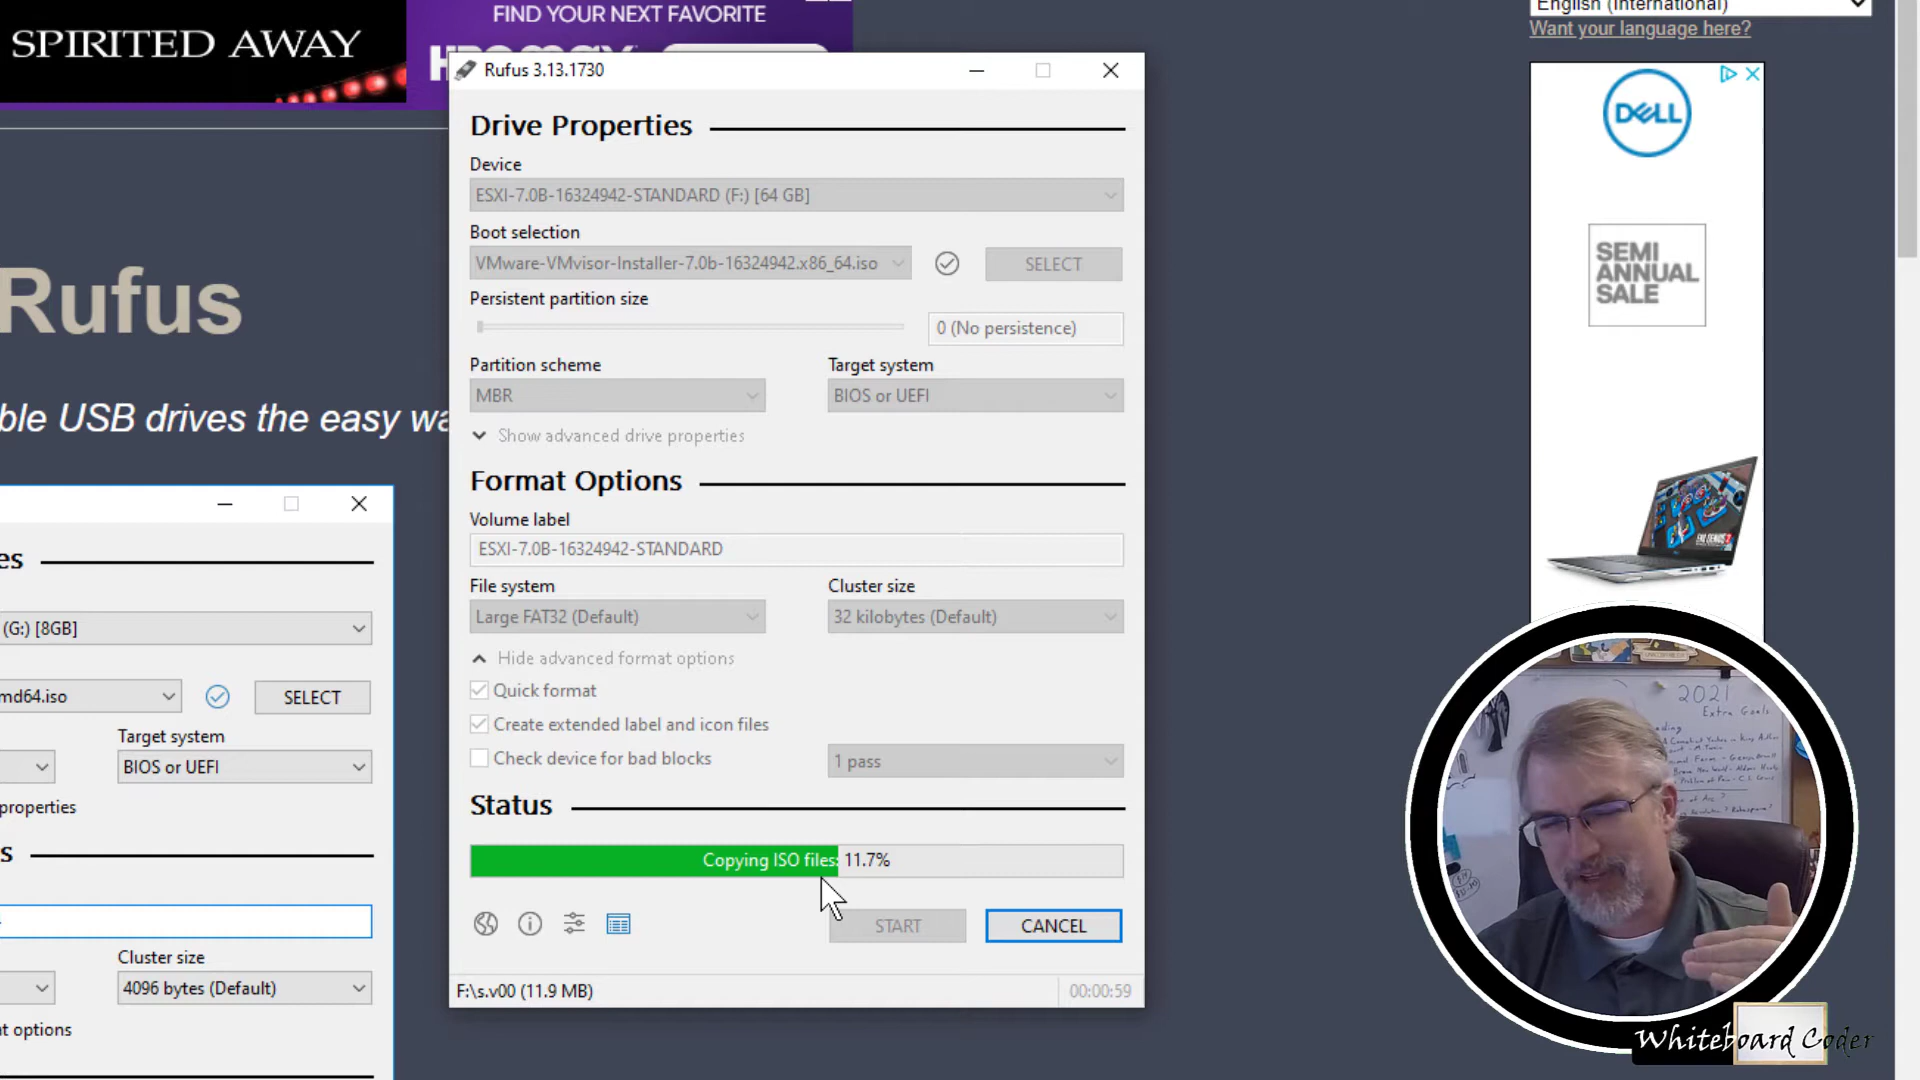 SPIRITED AWAY
FIND YOUR NEXT FAVORITE
English (International)
Want your language here?
Rufus 3.13.1730
DELL
SEMI
ANNUAL
SALE
Rufus
ble USB drives the easy wa
Drive Properties
Device
ESXI-7.0B-16324942-STANDARD (F:) [64 GB]
Boot selection
VMware-VMvisor-Installer-7.0b-16324942.x86_64.iso
SELECT
Persistent partition size
0 (No persistence)
Partition scheme
Target system
MBR
BIOS or UEFI
Show advanced drive properties
Format Options
Volume label
ESXI-7.0B-16324942-STANDARD
File system
Cluster size
Large FAT32 (Default)
32 kilobytes (Default)
Hide advanced format options
Quick format
Create extended label and icon files
Check device for bad blocks
1 pass
Status
Copying ISO files: 11.7%
START
CANCEL
F:\s.v00 (11.9 MB)
00:00:59
es
(G:) [8GB]
md64.iso
SELECT
Target system
BIOS or UEFI
properties
s
Cluster size
4096 bytes (Default)
at options
2021
Extra Goals
Whiteboard Coder